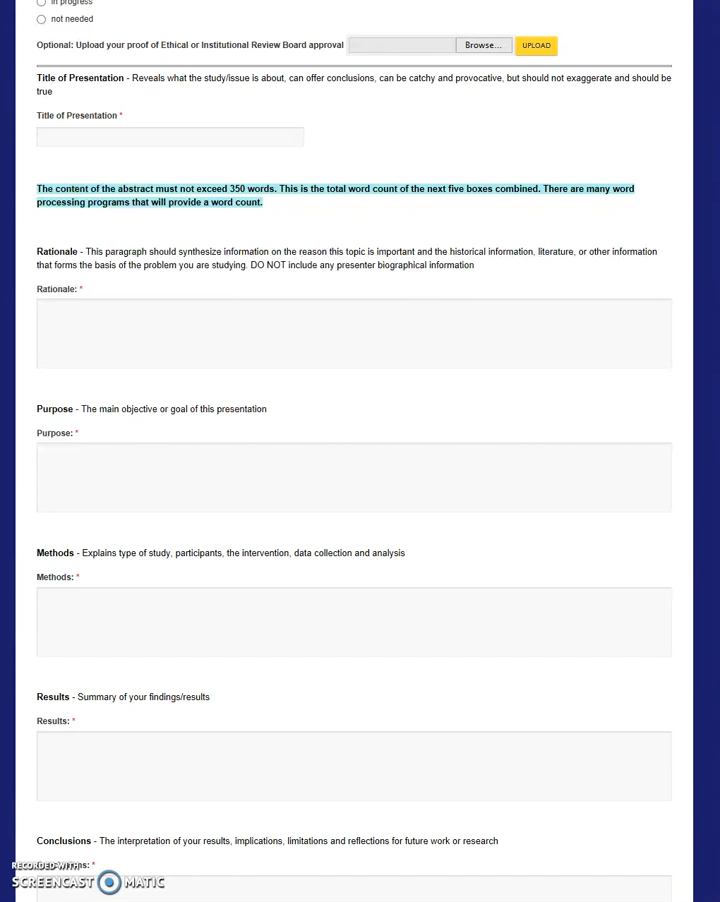 in progress
not needed
Optional: Upload your proof of Ethical or Institutional Review Board approval Browse... UPLOAD
Title of Presentation - Reveals what the study/issue is about, can offer conclusions, can be catchy and provocative, but should not exaggerate and should be
true
Title of Presentation *
The content of the abstract must not exceed 350 words. This is the total word count of the next five boxes combined. There are many word
processing programs that will provide a word count.
Rationale - This paragraph should synthesize information on the reason this topic is important and the historical information, literature, or other information
that forms the basis of the problem you are studying. DO NOT include any presenter biographical information
Rationale: *
Purpose - The main objective or goal of this presentation
Purpose: *
Methods - Explains type of study, participants, the intervention, data collection and analysis
Methods: *
Results - Summary of your findings/results
Results: *
Conclusions - The interpretation of your results, implications, limitations and reflections for future work or research
RECORDED WITH
SCREENCAST MATIC